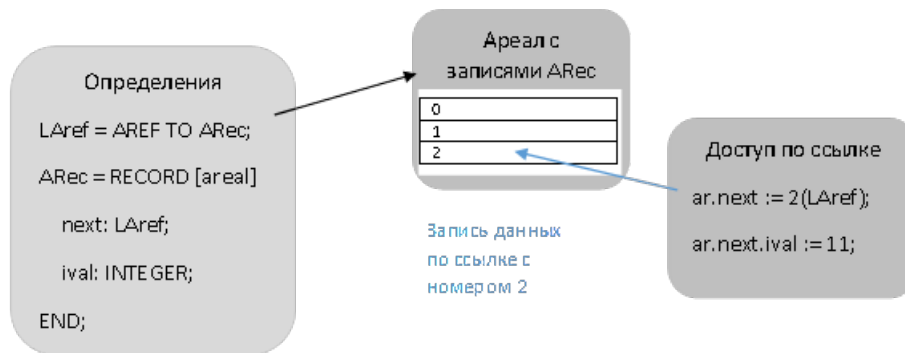 Определения
LAref = AREF TO ARec;
ARec = RECORD [areal]
next: LAref;
ival: INTEGER;
END;
Ареал с
записями ARec
0
1
2
Запись данных
по ссылке с
номером 2
Доступ по ссылке
ar.next := 2(LAref);
ar.next.ival := 11;